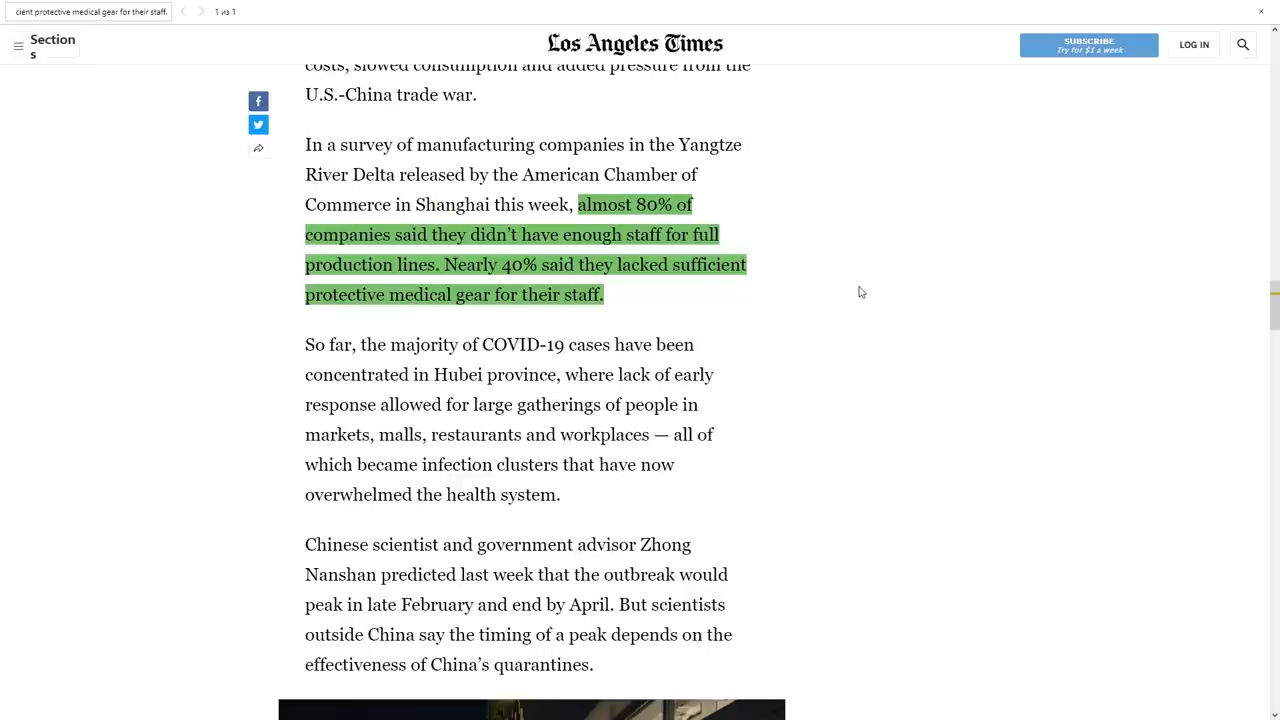 cient protective medical gear for their staff.
1 из 1
Section
s
Los Angeles Times
SUBSCRIBE
Try for $1 a week
LOG IN
costs, slowed consumption and added pressure from the
U.S.-China trade war.
In a survey of manufacturing companies in the Yangtze
River Delta released by the American Chamber of
Commerce in Shanghai this week, almost 80% of
companies said they didn’t have enough staff for full
production lines. Nearly 40% said they lacked sufficient
protective medical gear for their staff.
So far, the majority of COVID-19 cases have been
concentrated in Hubei province, where lack of early
response allowed for large gatherings of people in
markets, malls, restaurants and workplaces — all of
which became infection clusters that have now
overwhelmed the health system.
Chinese scientist and government advisor Zhong
Nanshan predicted last week that the outbreak would
peak in late February and end by April. But scientists
outside China say the timing of a peak depends on the
effectiveness of China’s quarantines.